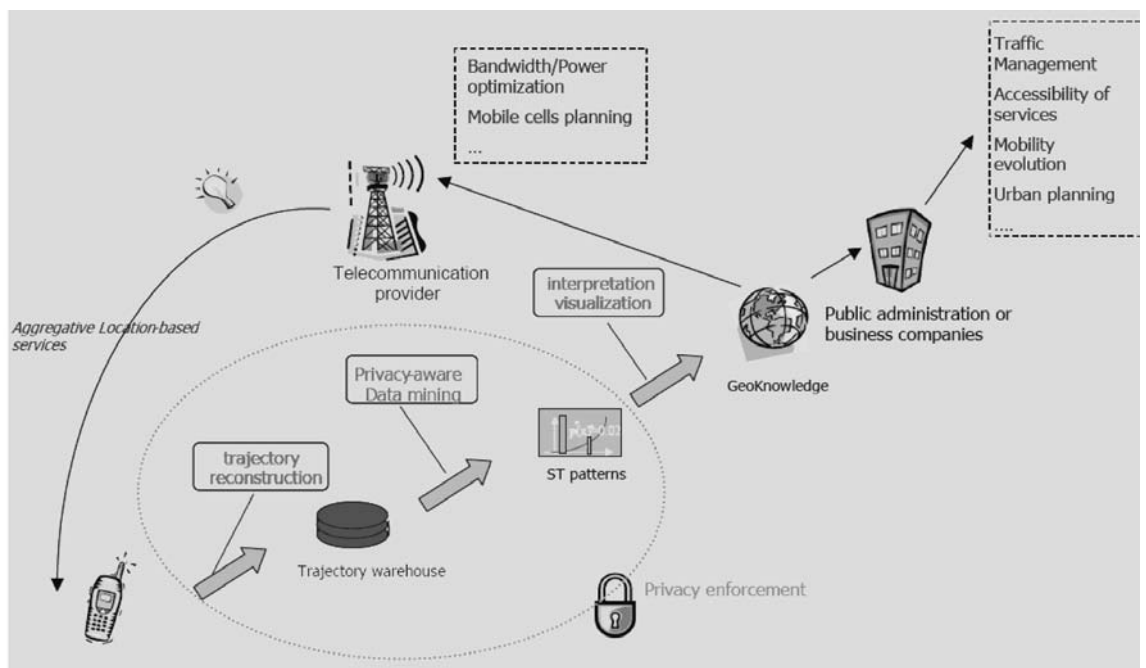 Bandwidth/Power
optimization
Mobile cells planning
...
Traffic
Management
Accessibility of
services
Mobility
evolution
Urban planning
....
Telecommunication
provider
interpretation
visualization
Public administration or
business companies
GeoKnowledge
Aggregative Location-based
services
Privacy-aware
Data mining
ST patterns
trajectory
reconstruction
Trajectory warehouse
Privacy enforcement